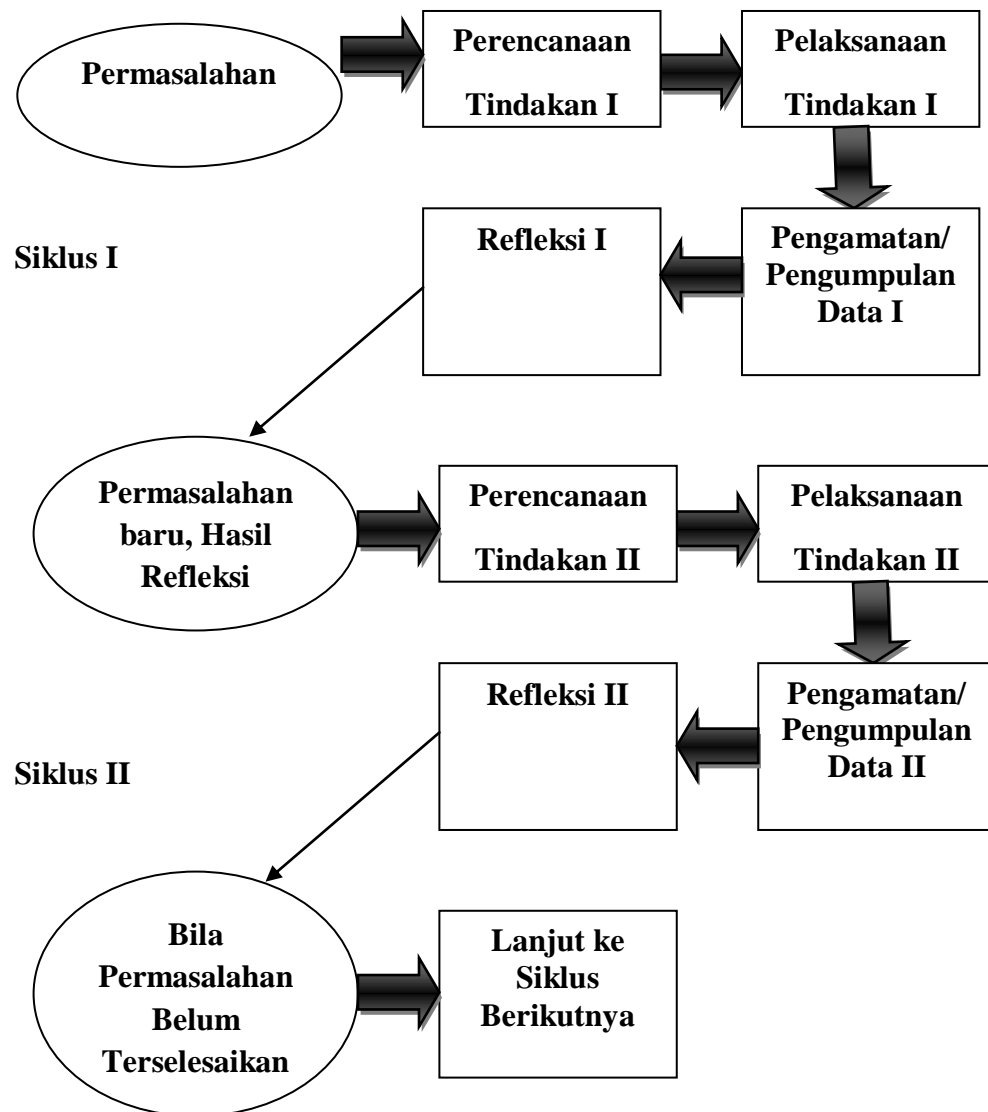 Permasalahan
Perencanaan
Tindakan I
Pelaksanaan
Tindakan I
Siklus I
Refleksi I
Pengamatan/
Pengumpulan
Data I
Permasalahan
baru, Hasil
Refleksi
Perencanaan
Tindakan II
Pelaksanaan
Tindakan II
Siklus II
Refleksi II
Pengamatan/
Pengumpulan
Data II
Bila
Permasalahan
Belum
Terselesaikan
Lanjut ke
Siklus
Berikutnya